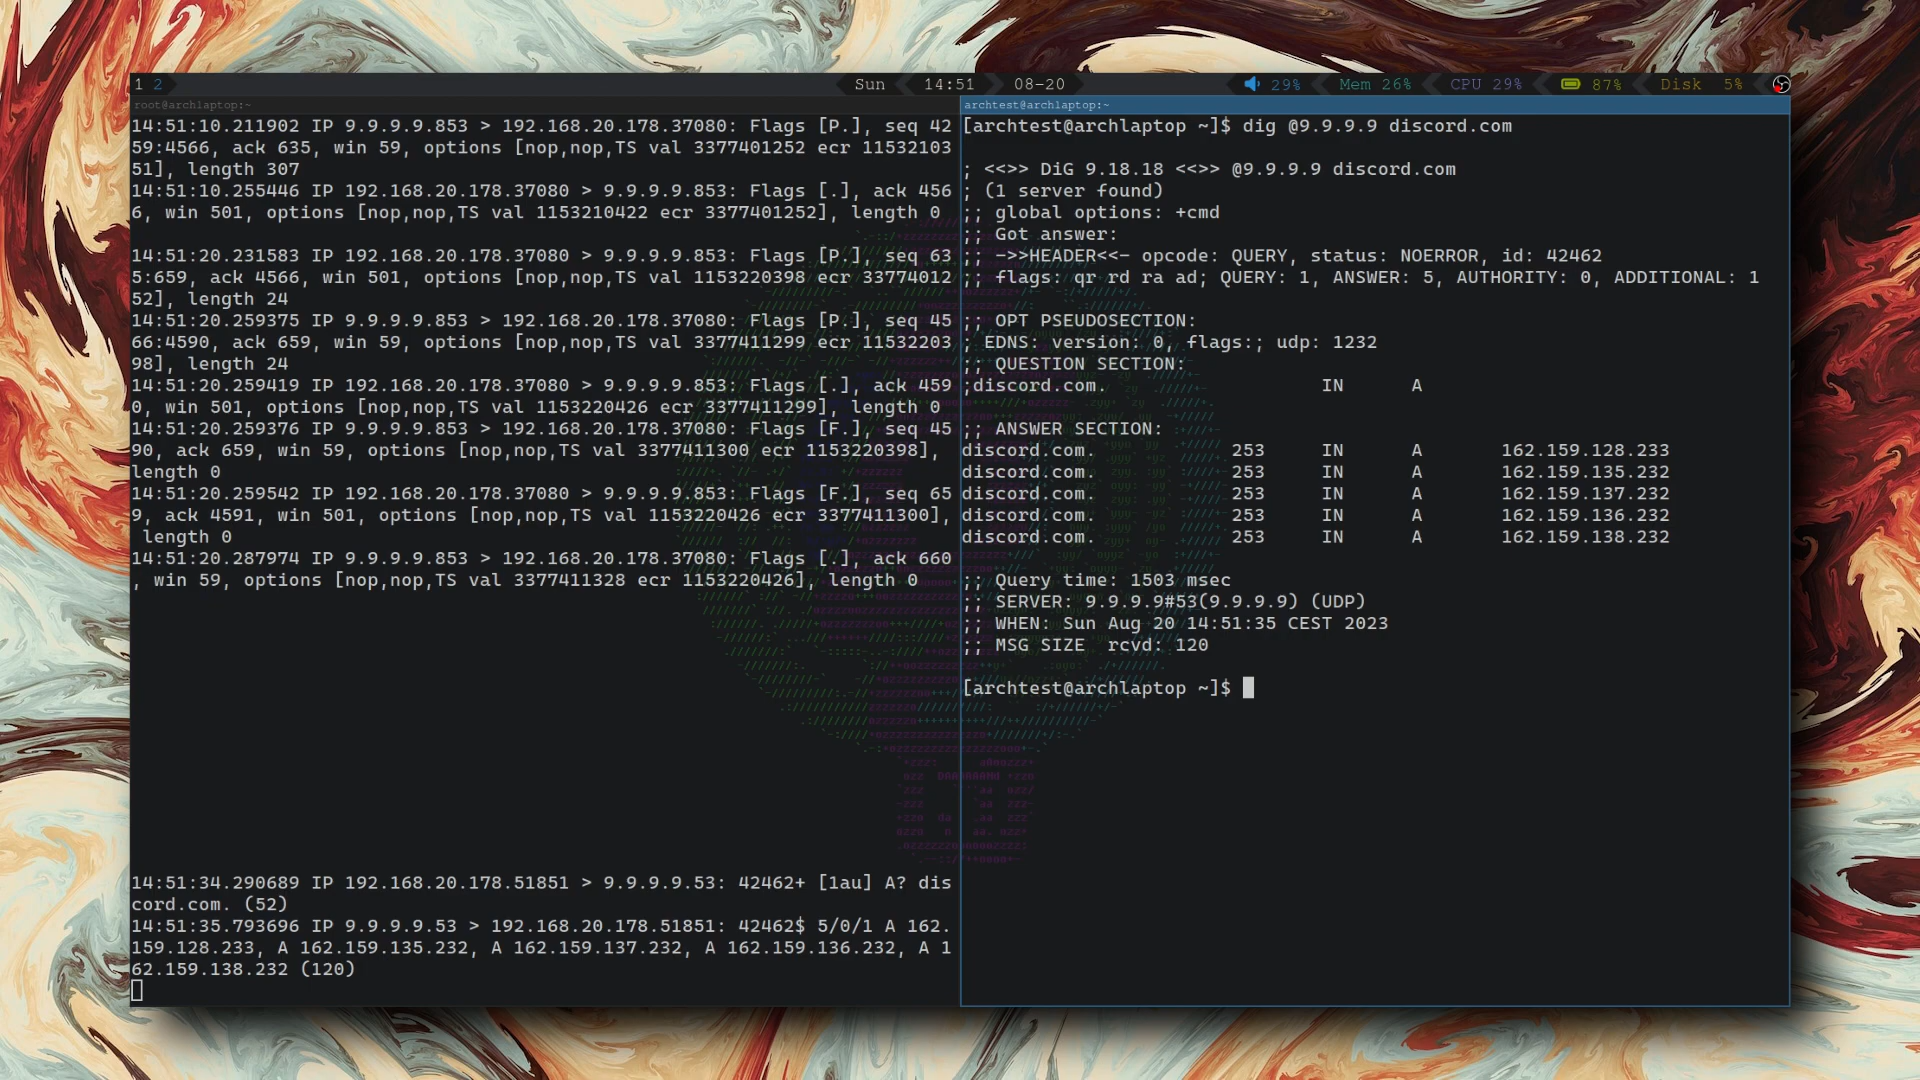 1 2
Sun 14:51 08-20 29% Mem 26% CPU 29% 87% Disk 5%
root@archlaptop:~
14:51:10.211902 IP 9.9.9.9.853 > 192.168.20.178.37080: Flags [P.], seq 42
59:4566, ack 635, win 59, options [nop,nop,TS val 3377401252 ecr 11532103
51], length 307
14:51:10.255446 IP 192.168.20.178.37080 > 9.9.9.9.853: Flags [.], ack 456
6, win 501, options [nop,nop,TS val 1153210422 ecr 3377401252], length 0
14:51:20.231583 IP 192.168.20.178.37080 > 9.9.9.9.853: Flags [P.], seq 63
5:659, ack 4566, win 501, options [nop,nop,TS val 1153220398 ecr 33774012
52], length 24
14:51:20.259375 IP 9.9.9.9.853 > 192.168.20.178.37080: Flags [P.], seq 45
66:4590, ack 659, win 59, options [nop,nop,TS val 3377411299 ecr 11532203
98], length 24
14:51:20.259419 IP 192.168.20.178.37080 > 9.9.9.9.853: Flags [.], ack 459
0, win 501, options [nop,nop,TS val 1153220426 ecr 3377411299], length 0
14:51:20.259376 IP 9.9.9.9.853 > 192.168.20.178.37080: Flags [F.], seq 45
90, ack 659, win 59, options [nop,nop,TS val 3377411300 ecr 1153220398],
length 0
14:51:20.259542 IP 192.168.20.178.37080 > 9.9.9.9.853: Flags [F.], seq 65
9, ack 4591, win 501, options [nop,nop,TS val 1153220426 ecr 3377411300],
length 0
14:51:20.287974 IP 9.9.9.9.853 > 192.168.20.178.37080: Flags [.], ack 660
, win 59, options [nop,nop,TS val 3377411328 ecr 1153220426], length 0
14:51:34.290689 IP 192.168.20.178.51851 > 9.9.9.9.53: 42462+ [1au] A? dis
cord.com. (52)
14:51:35.793696 IP 9.9.9.9.53 > 192.168.20.178.51851: 42462$ 5/0/1 A 162.
159.128.233, A 162.159.135.232, A 162.159.137.232, A 162.159.136.232, A 1
62.159.138.232 (120)
archtest@archlaptop:~
[archtest@archlaptop ~]$ dig @9.9.9.9 discord.com
; <<>> DiG 9.18.18 <<>> @9.9.9.9 discord.com
; (1 server found)
;; global options: +cmd
;; Got answer:
;; ->>HEADER<<- opcode: QUERY, status: NOERROR, id: 42462
;; flags: qr rd ra ad; QUERY: 1, ANSWER: 5, AUTHORITY: 0, ADDITIONAL: 1
;; OPT PSEUDOSECTION:
; EDNS: version: 0, flags:; udp: 1232
;; QUESTION SECTION:
;discord.com. IN A
;; ANSWER SECTION:
discord.com. 253 IN A 162.159.128.233
discord.com. 253 IN A 162.159.135.232
discord.com. 253 IN A 162.159.137.232
discord.com. 253 IN A 162.159.136.232
discord.com. 253 IN A 162.159.138.232
;; Query time: 1503 msec
;; SERVER: 9.9.9.9#53(9.9.9.9) (UDP)
;; WHEN: Sun Aug 20 14:51:35 CEST 2023
;; MSG SIZE rcvd: 120
[archtest@archlaptop ~]$